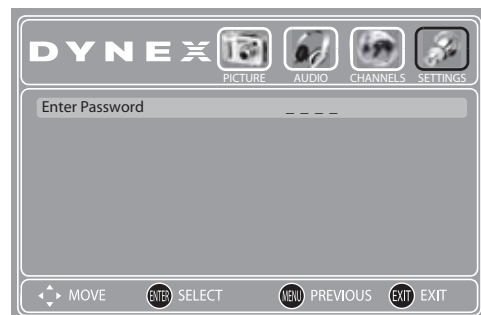 DYNEX
PICTURE AUDIO CHANNELS SETTINGS
Enter Password _ _ _ _
MOVE ENTER SELECT MENU PREVIOUS EXIT EXIT